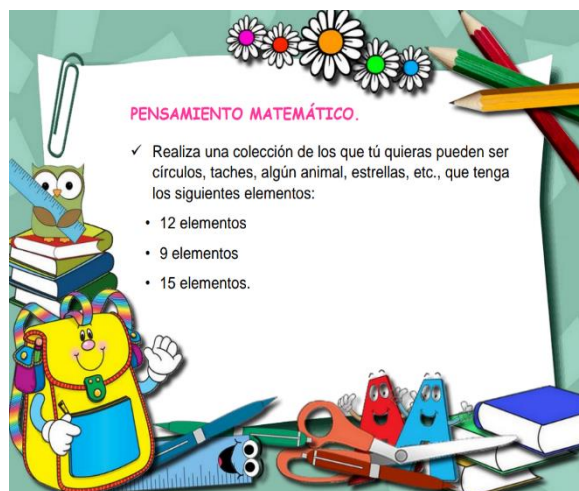 PENSAMIENTO MATEMÁTICO.
✓ Realiza una colección de los que tú quieras pueden ser
círculos, taches, algún animal, estrellas, etc., que tenga
los siguientes elementos:
• 12 elementos
• 9 elementos
• 15 elementos.